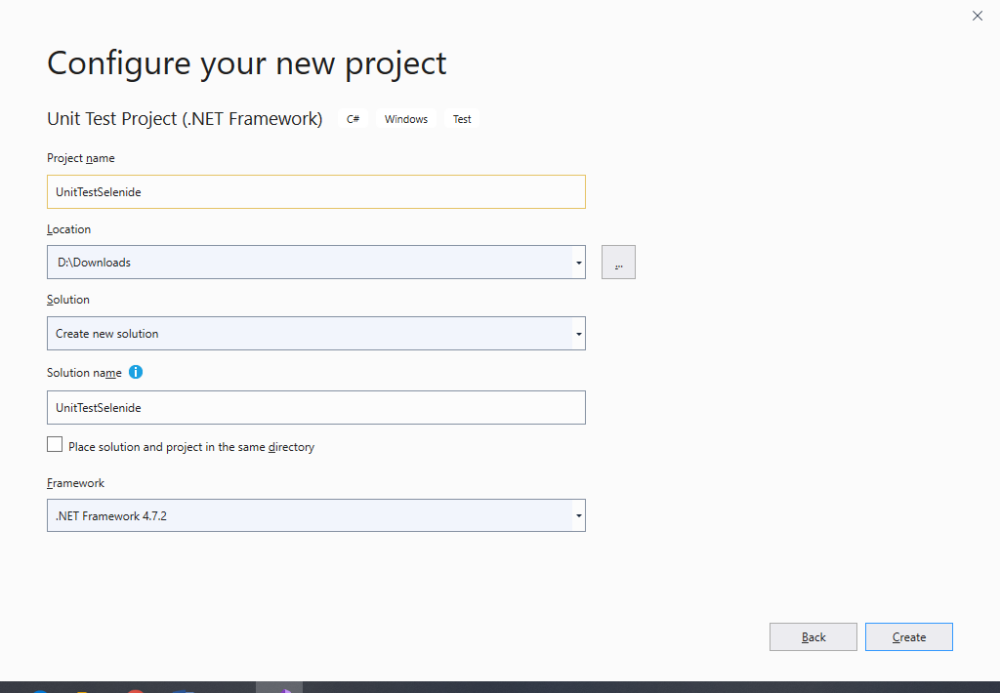 Configure your new project
Unit Test Project (.NET Framework) C# Windows Test
Project name
UnitTestSelenide
Location
D:\Downloads
...
Solution
Create new solution
Solution name
UnitTestSelenide
Place solution and project in the same directory
Framework
.NET Framework 4.7.2
Back Create